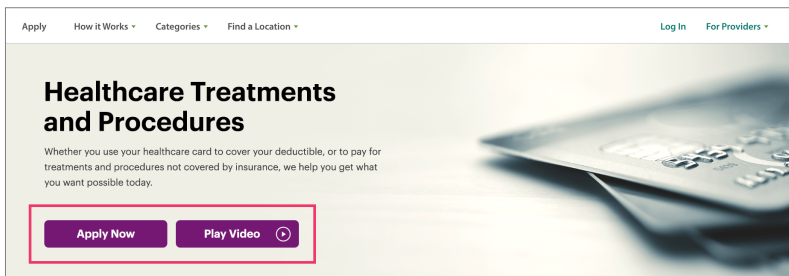 Apply How it Works Categories Find a Location Log In For Providers
Healthcare Treatments
and Procedures
Whether you use your healthcare card to cover your deductible, or to pay for
treatments and procedures not covered by insurance, we help you get what
you want possible today.
Apply Now Play Video